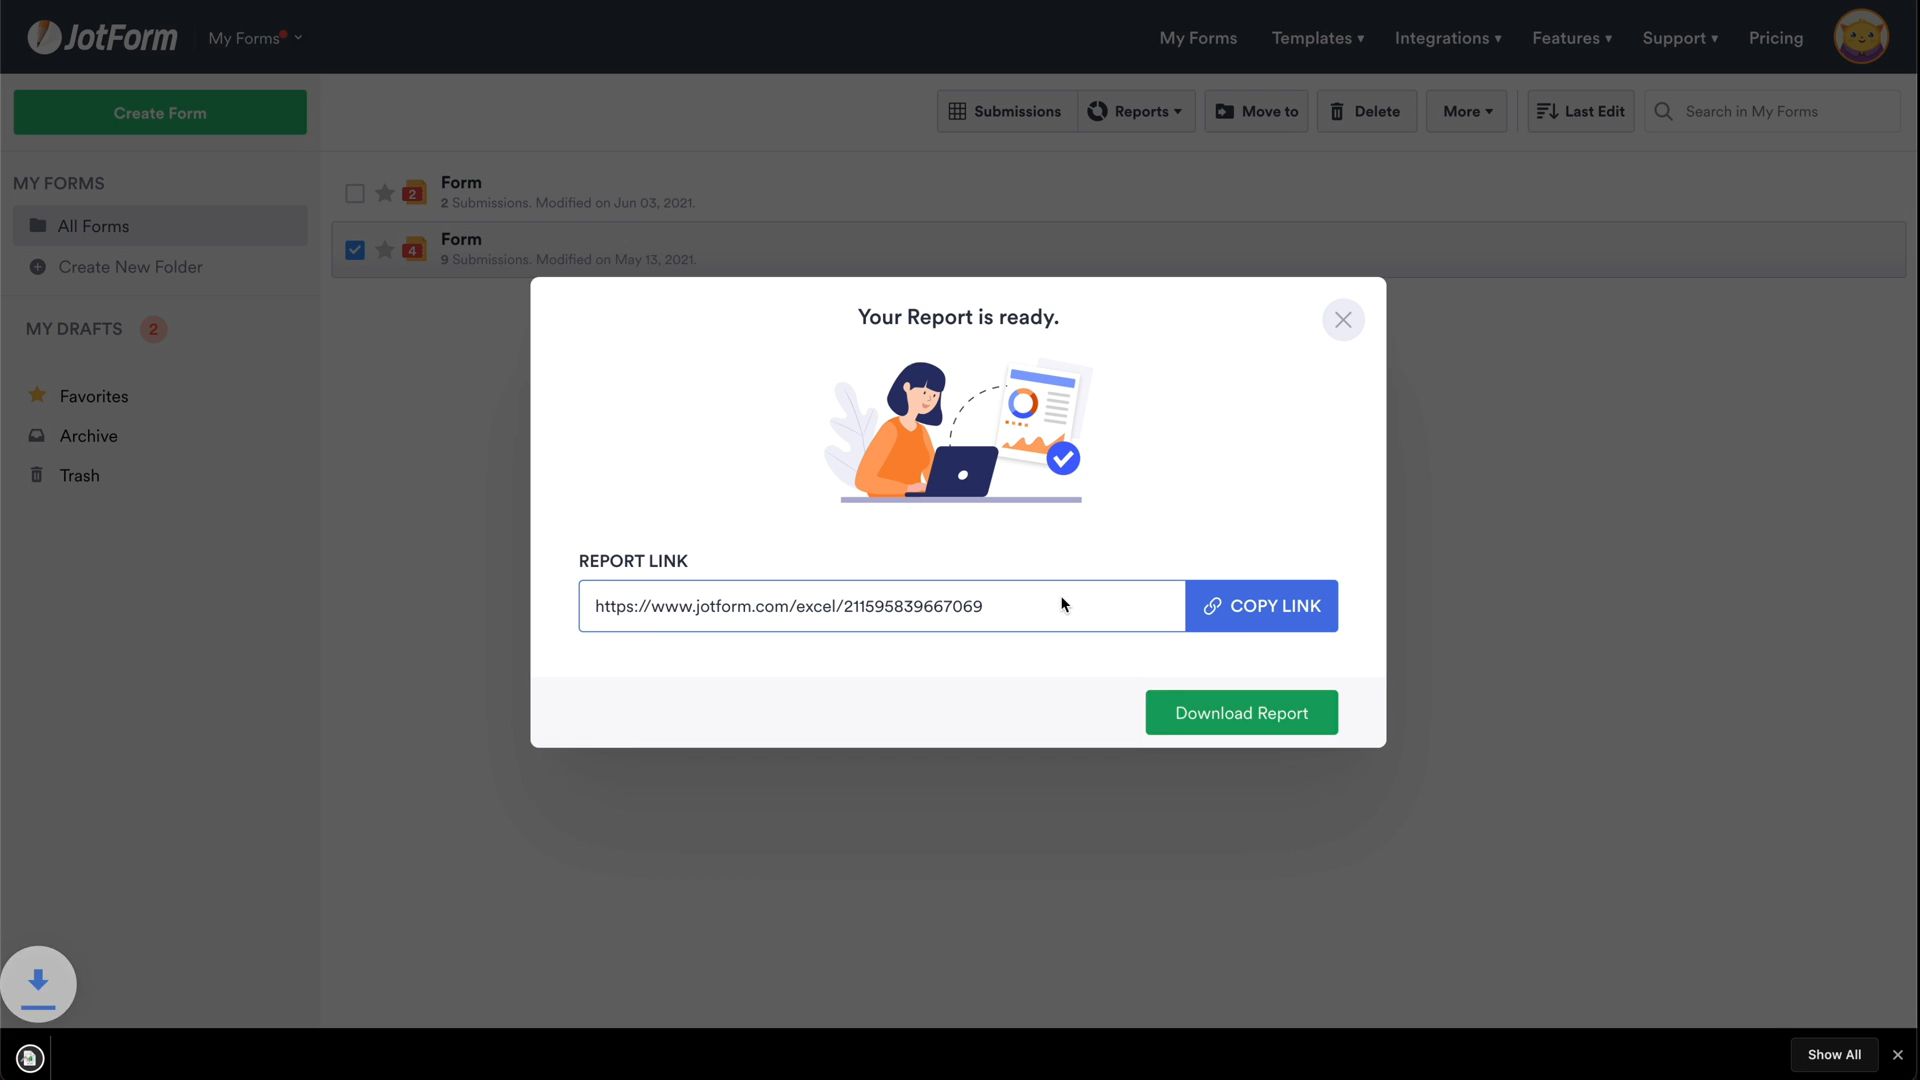 JotForm
My Forms
My Forms
Templates
Integrations
Features
Support
Pricing
Create Form
Submissions
Reports
Move to
Delete
More
Last Edit
Search in My Forms
MY FORMS
All Forms
Create New Folder
MY DRAFTS 2
Favorites
Archive
Trash
2
Form
2 Submissions. Modified on Jun 03, 2021.
4
Form
9 Submissions. Modified on May 13, 2021.
Your Report is ready.
REPORT LINK
https://www.jotform.com/excel/211595839667069
COPY LINK
Download Report
Show All